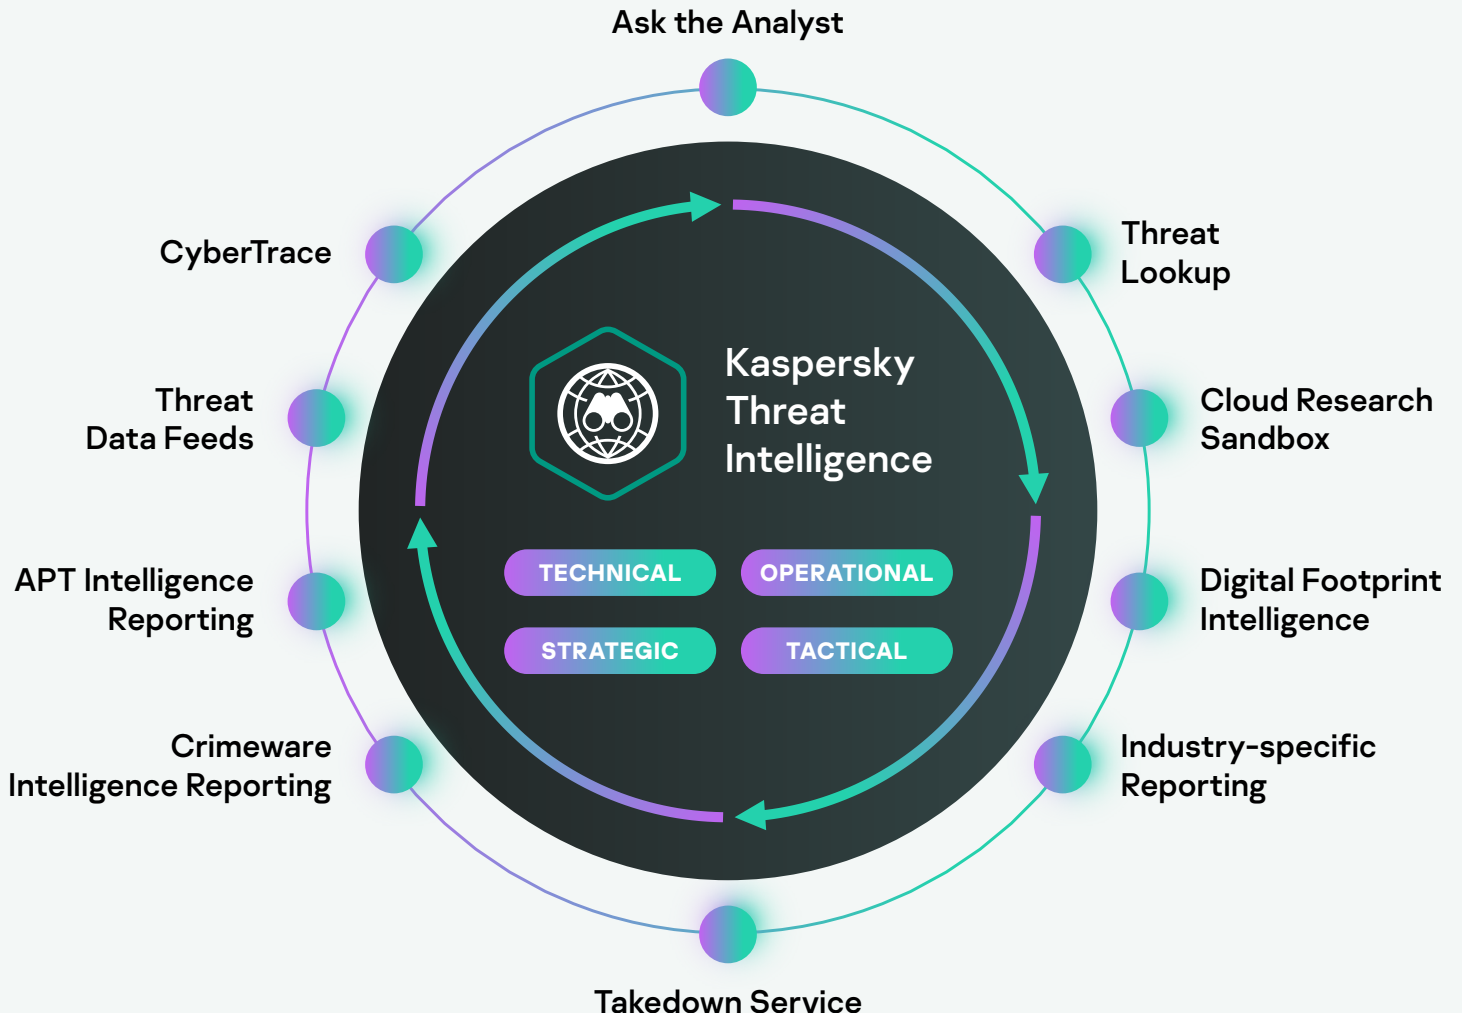 Ask the Analyst
CyberTrace
Threat
Lookup
Threat
Data Feeds
Cloud Research
Sandbox
Kaspersky
Threat
Intelligence
TECHNICAL
OPERATIONAL
STRATEGIC
TACTICAL
APT Intelligence
Reporting
Digital Footprint
Intelligence
Crimeware
Intelligence Reporting
Industry-specific
Reporting
Takedown Service